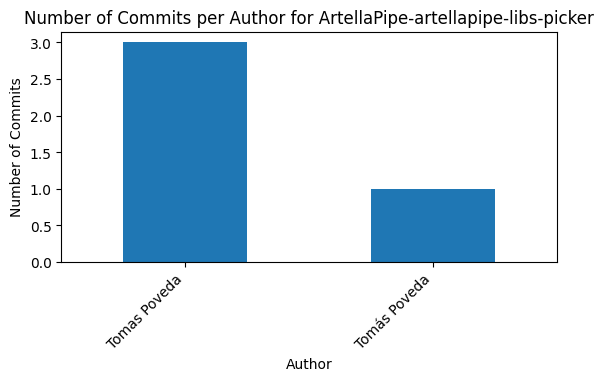 Number of Commits per Author for ArtellaPipe-artellapipe-libs-picker
3.0
2.5
2.0
1.5
1.0
0.5
0.0
Number of Commits
Tomas Poveda
Tomás Poveda
Author